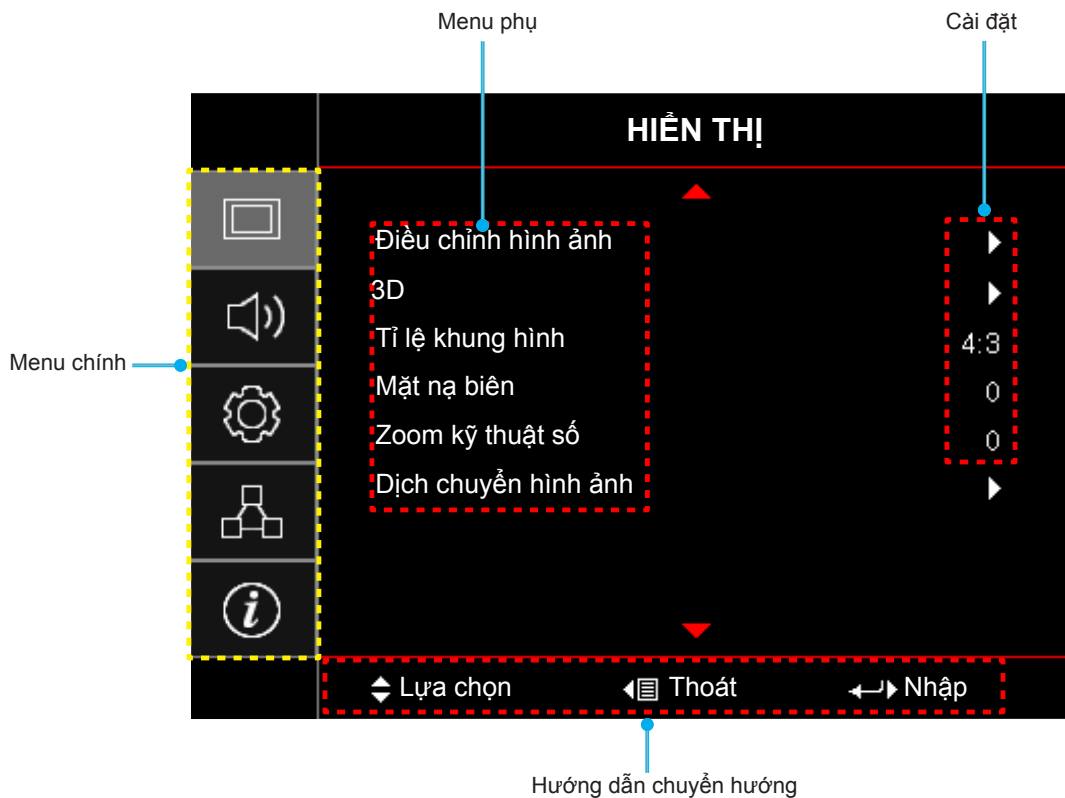 Menu phụ
Cài đặt
HIỂN THỊ
Điều chỉnh hình ảnh
3D
Tỉ lệ khung hình 4:3
Mặt nạ biên 0
Zoom kỹ thuật số 0
Dịch chuyển hình ảnh
Menu chính
Lựa chọn Thoát Nhập
Hướng dẫn chuyển hướng